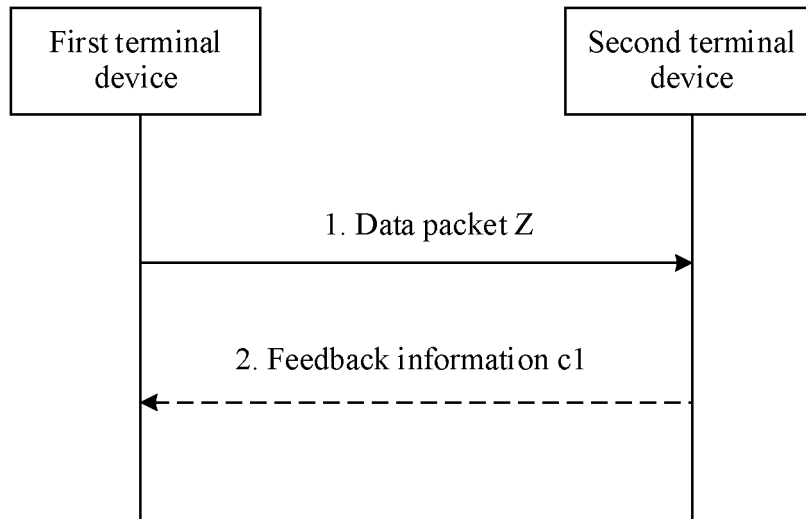 First terminal
device
Second terminal
device
1. Data packet Z
2. Feedback information c1